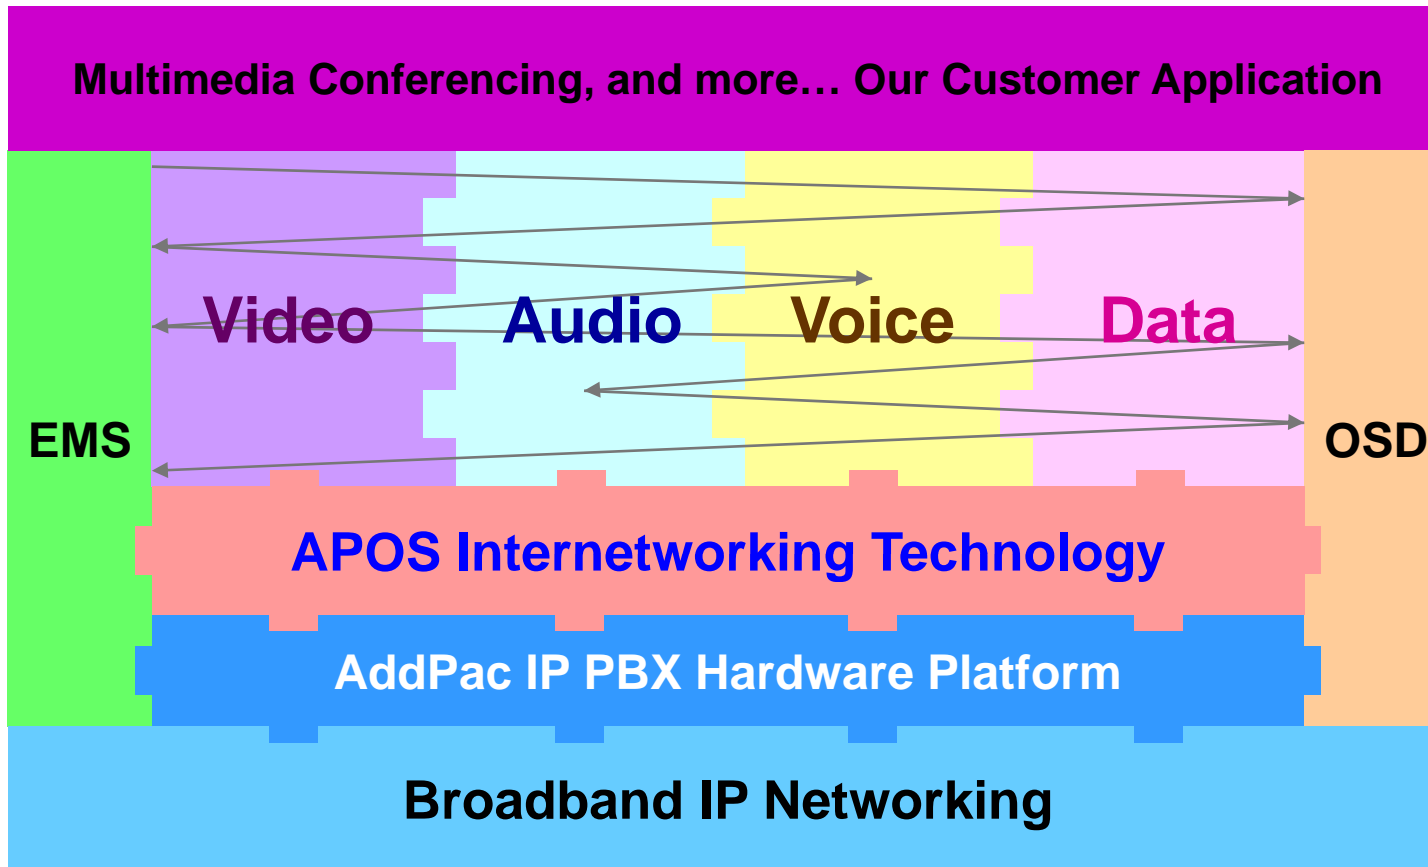 Multimedia Conferencing, and more… Our Customer Application
Video Audio Voice Data
EMS
OSD
APOS Internetworking Technology
AddPac IP PBX Hardware Platform
Broadband IP Networking